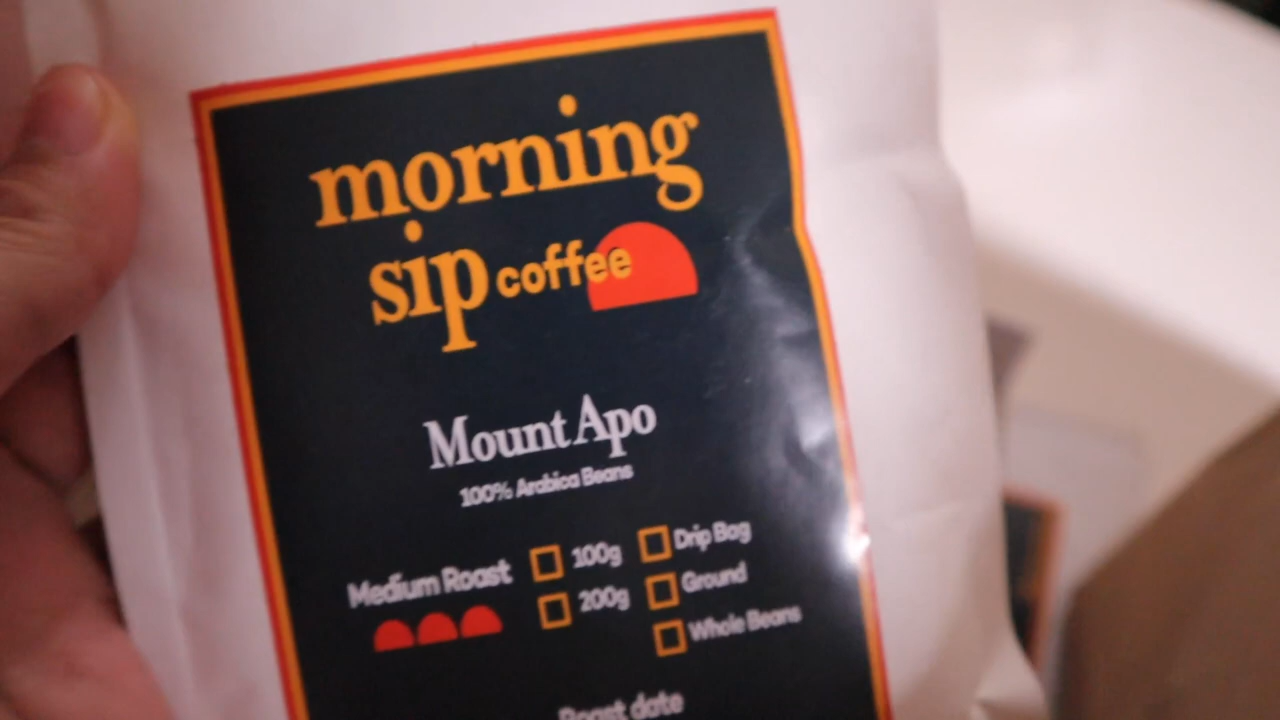 morning
sip coffee
Mount Apo
100% Arabica Beans
Medium Roast
100g
200g
Drip Bag
Ground
Whole Beans
Roast date